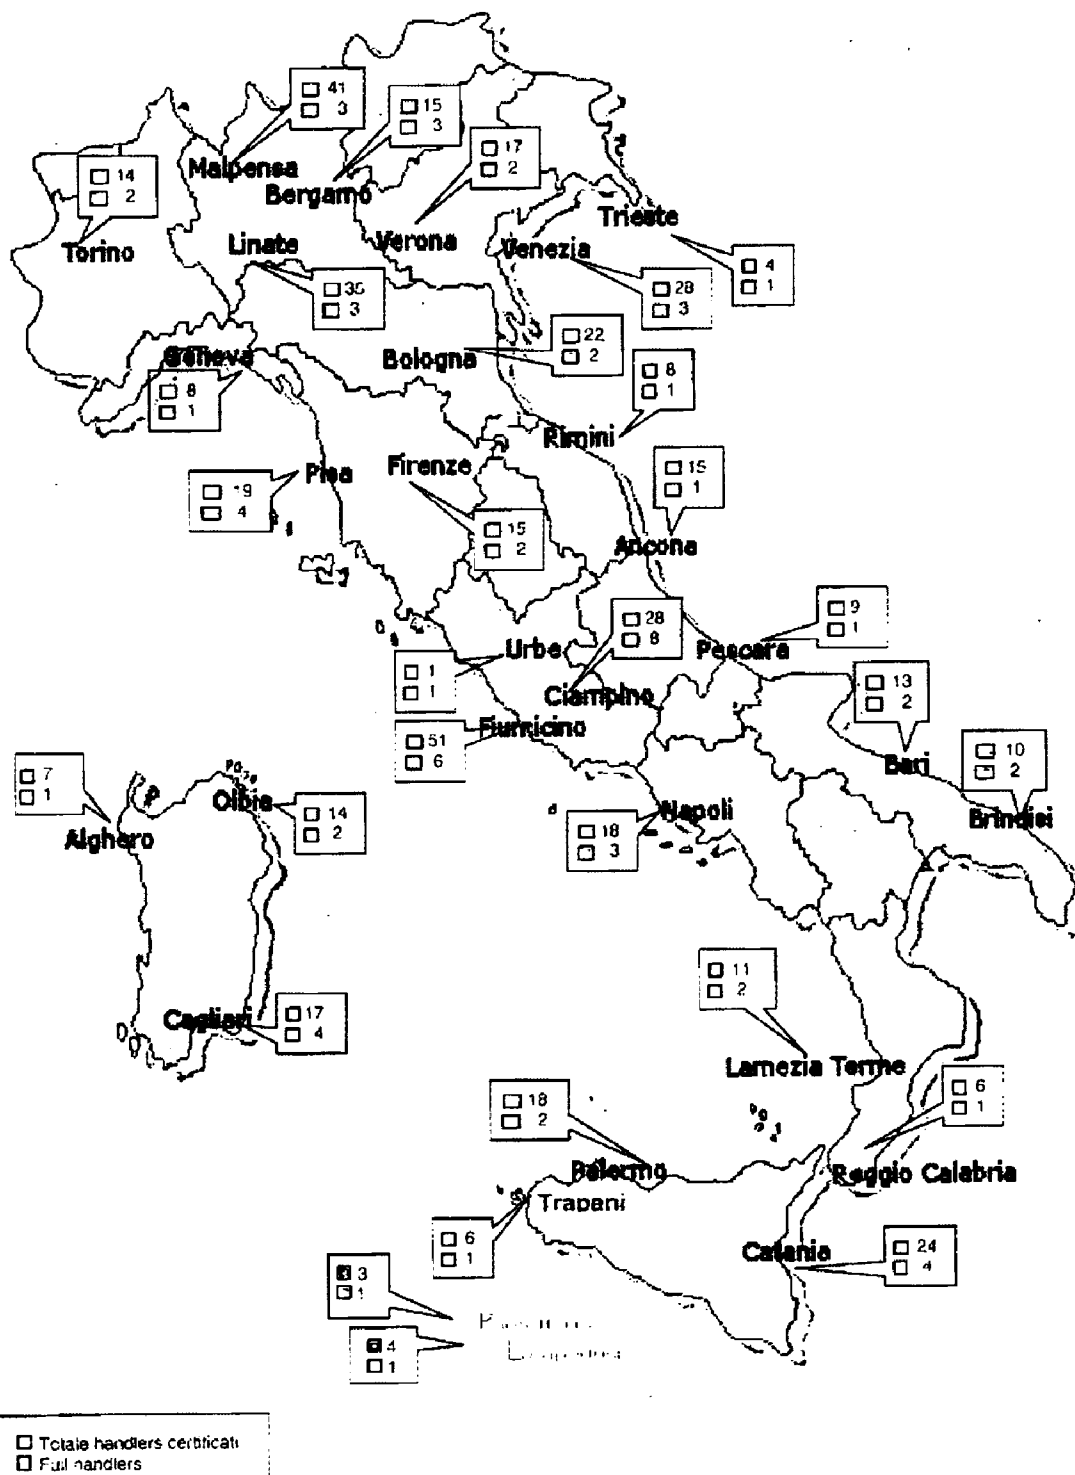 41
3
15
3
17
2
14
2
Malpensa
Bergamo
Trieste
Torino
Linate
Verona
Venezia
4
1
35
3
28
3
22
2
Geneva
Bologna
8
1
8
1
Rimini
Pisa
Firenze
15
1
19
4
15
2
Ancona
9
1
28
8
Urbe
Pescara
1
1
13
2
Ciampino
Fiumicino
51
6
Bari
10
2
7
1
Olbia
14
2
Napoli
Brindisi
Alghero
18
3
11
2
Cagliari
17
4
Lamezia Terme
6
1
18
2
Palermo
Reggio Calabria
Trapani
6
1
Catania
24
4
3
1
4
1
Totale handlers certificati
Full handlers